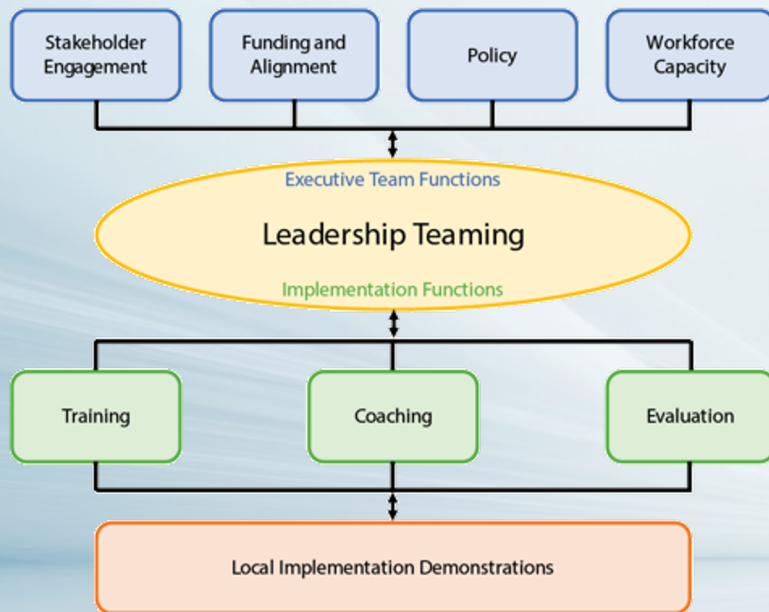 Stakeholder
Engagement
Funding and
Alignment
Policy
Workforce
Capacity
Executive Team Functions
Leadership Teaming
Implementation Functions
Training
Coaching
Evaluation
Local Implementation Demonstrations